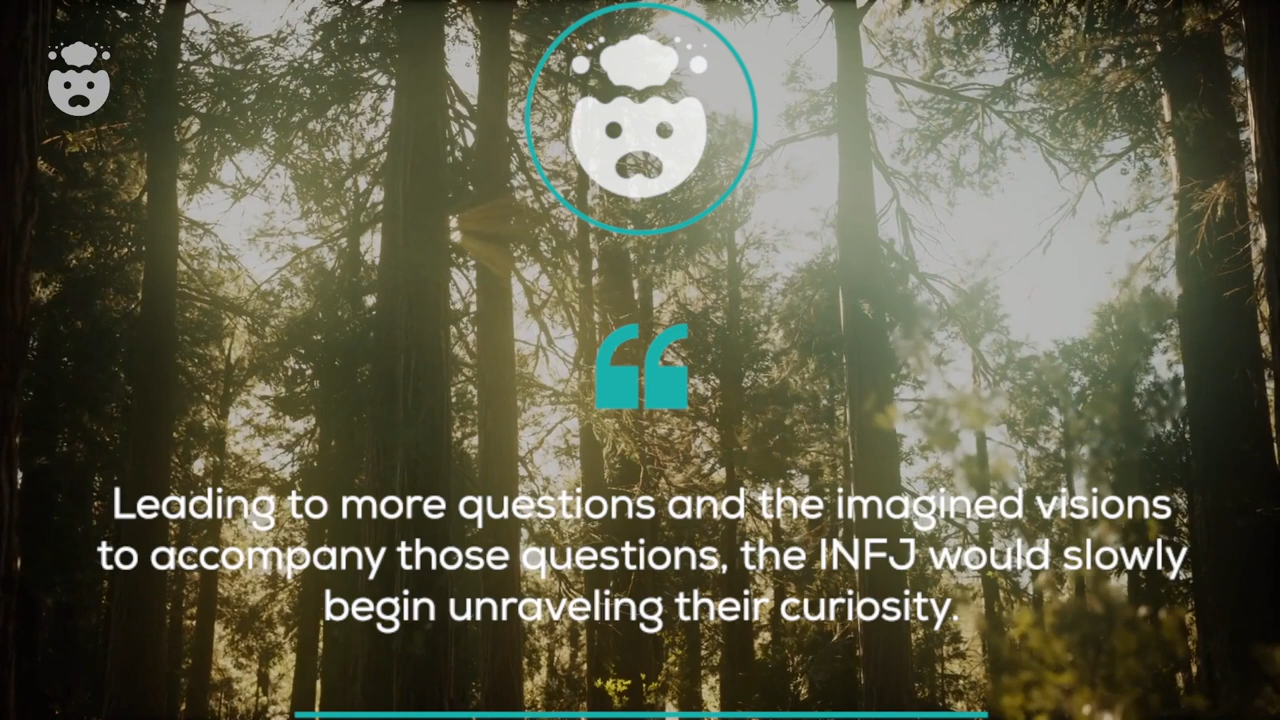 Leading to more questions and the imagined visions
to accompany those questions, the INFJ would slowly
begin unraveling their curiosity.